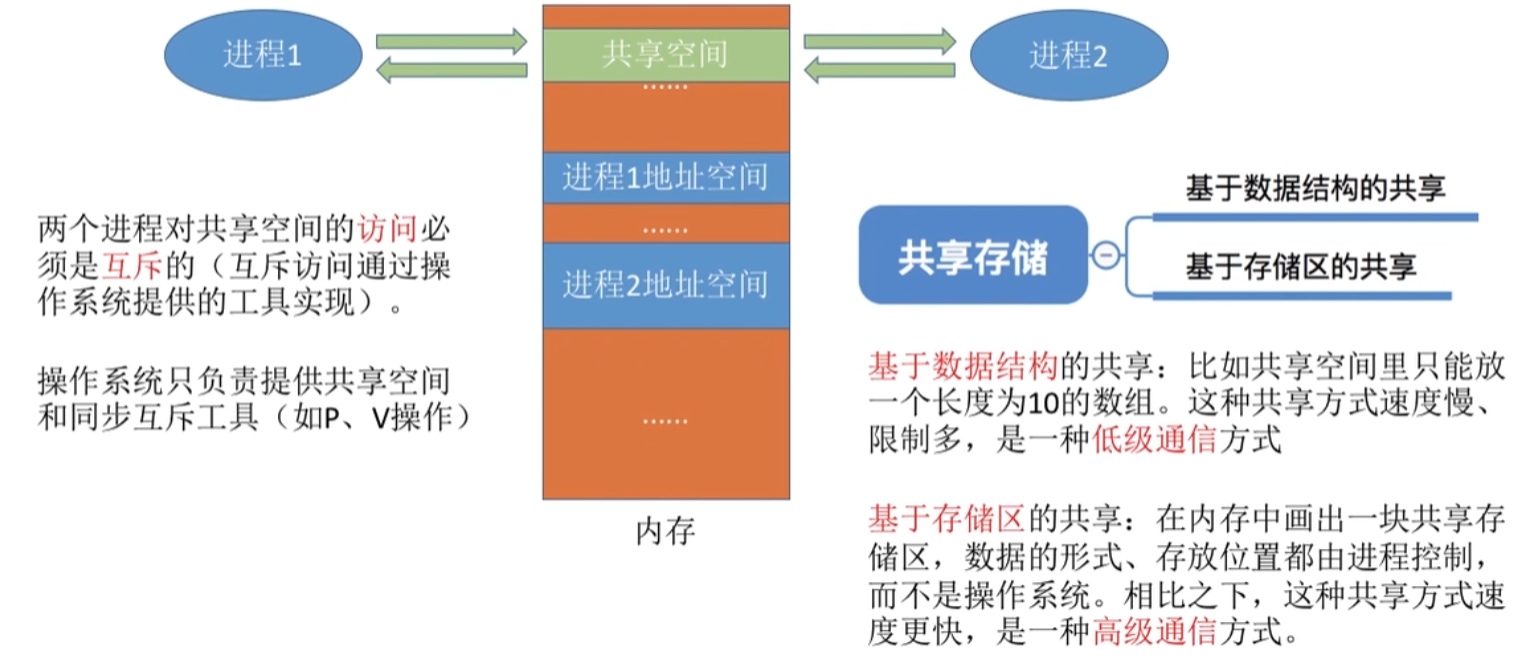 进程1
共享空间
进程2
......
进程1地址空间
......
进程2地址空间
......
内存
两个进程对共享空间的访问必
须是互斥的（互斥访问通过操
作系统提供的工具实现）。
操作系统只负责提供共享空间
和同步互斥工具（如P、V操作）
共享存储
基于数据结构的共享
基于存储区的共享
基于数据结构的共享：比如共享空间里只能放
一个长度为10的数组。这种共享方式速度慢、
限制多，是一种低级通信方式
基于存储区的共享：在内存中画出一块共享存
储区，数据的形式、存放位置都由进程控制，
而不是操作系统。相比之下，这种共享方式速
度更快，是一种高级通信方式。